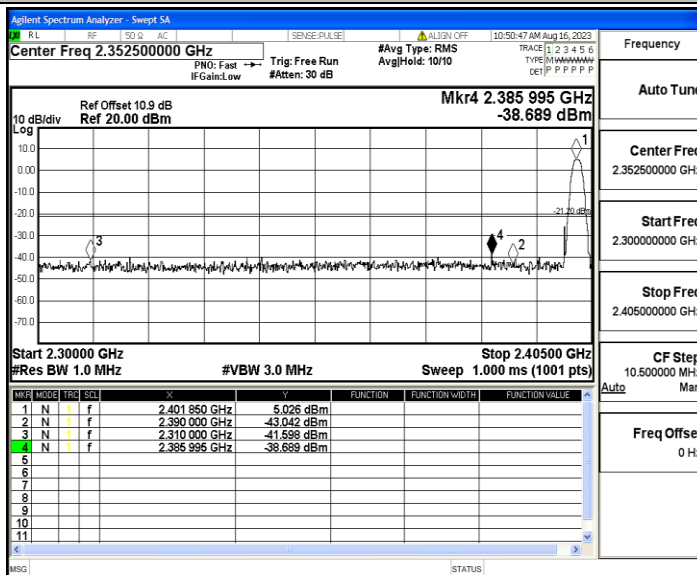 Agilent Spectrum Analyzer - Swept SA
RL RF 50 Ω AC SENSE:PULSE ALIGN OFF 10:50:47 AM Aug 16, 2023
Center Freq 2.352500000 GHz #Avg Type: RMS TRACE 1 2 3 4 5 6
PNO: Fast Trig: Free Run Avg|Hold: 10/10 TYPE M
IFGain:Low #Atten: 30 dB DET P P P P P P
Mkr4 2.385 995 GHz
-38.689 dBm
Ref Offset 10.9 dB
10 dB/div Ref 20.00 dBm
Log
10.0
0.00
-10.0
-20.0
-30.0
-40.0
-50.0
-60.0
-70.0
1
-21.20 dBm
3
4
2
Start 2.30000 GHz Stop 2.40500 GHz
#Res BW 1.0 MHz #VBW 3.0 MHz Sweep 1.000 ms (1001 pts)
MKR MODE TRC SCL X Y FUNCTION FUNCTION WIDTH FUNCTION VALUE
1 N 1 f 2.401 850 GHz 5.026 dBm
2 N 1 f 2.390 000 GHz -43.042 dBm
3 N 1 f 2.310 000 GHz -41.598 dBm
4 N 1 f 2.385 995 GHz -38.689 dBm
5
6
7
8
9
10
11
MSG STATUS
Frequency
Auto Tune
Center Freq
2.352500000 GHz
Start Freq
2.300000000 GHz
Stop Freq
2.405000000 GHz
CF Step
10.500000 MHz
Auto Man
Freq Offset
0 Hz